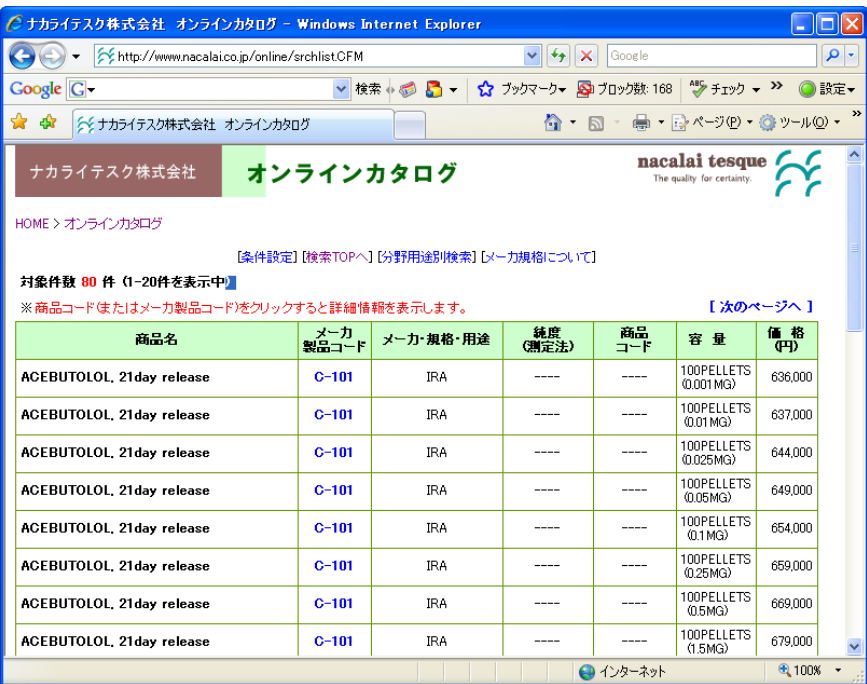 ナカライテスク株式会社 オンラインカタログ - Windows Internet Explorer
http://www.nacalai.co.jp/online/srchlist.CFM
Google
Google G 検索 ブックマーク ブロック数: 168 ABC チェック » 設定
ナカライテスク株式会社 オンラインカタログ ページ(P) ツール(O) »
ナカライテスク株式会社 オンラインカタログ nacalai tesque
The quality for certainty.
HOME > オンラインカタログ
[条件設定] [検索TOPへ] [分野用途別検索] [メーカ規格について]
対象件数 80 件 (1-20件を表示中)
※商品コード(またはメーカ製品コード)をクリックすると詳細情報を表示します。 [ 次のページへ ]
商品名 メーカ製品コード メーカ・規格・用途 純度(測定法) 商品コード 容量 価格(円)
ACEBUTOLOL, 21day release C-101 IRA ---- ---- 100PELLETS (0.001MG) 636,000
ACEBUTOLOL, 21day release C-101 IRA ---- ---- 100PELLETS (0.01MG) 637,000
ACEBUTOLOL, 21day release C-101 IRA ---- ---- 100PELLETS (0.025MG) 644,000
ACEBUTOLOL, 21day release C-101 IRA ---- ---- 100PELLETS (0.05MG) 649,000
ACEBUTOLOL, 21day release C-101 IRA ---- ---- 100PELLETS (0.1MG) 654,000
ACEBUTOLOL, 21day release C-101 IRA ---- ---- 100PELLETS (0.25MG) 659,000
ACEBUTOLOL, 21day release C-101 IRA ---- ---- 100PELLETS (0.5MG) 669,000
ACEBUTOLOL, 21day release C-101 IRA ---- ---- 100PELLETS (1.5MG) 679,000
インターネット 100%